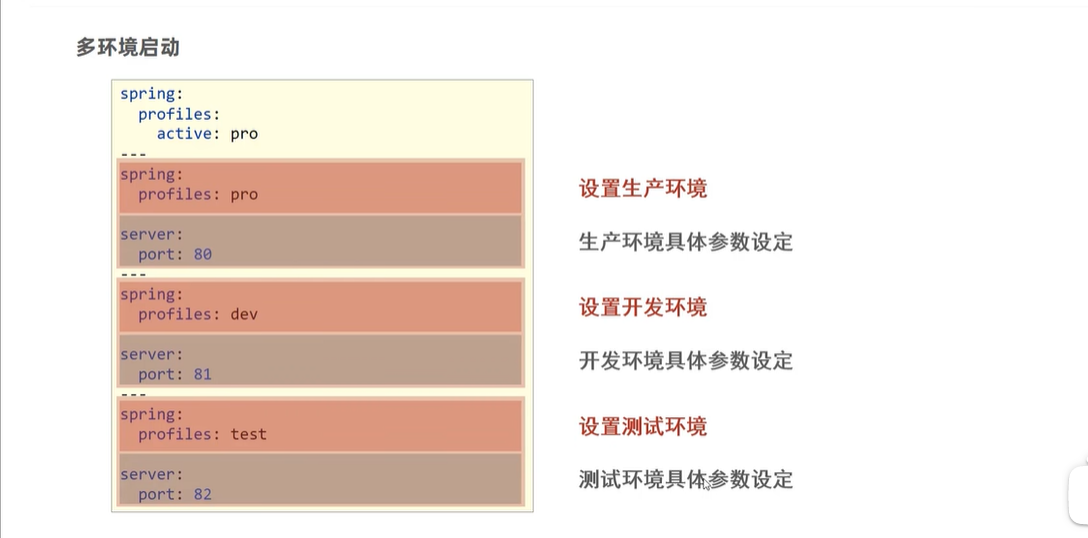 多环境启动
spring:
  profiles:
    active: pro
---
spring:
  profiles: pro
设置生产环境
server:
  port: 80
生产环境具体参数设定
---
spring:
  profiles: dev
设置开发环境
server:
  port: 81
开发环境具体参数设定
---
spring:
  profiles: test
设置测试环境
server:
  port: 82
测试环境具体参数设定